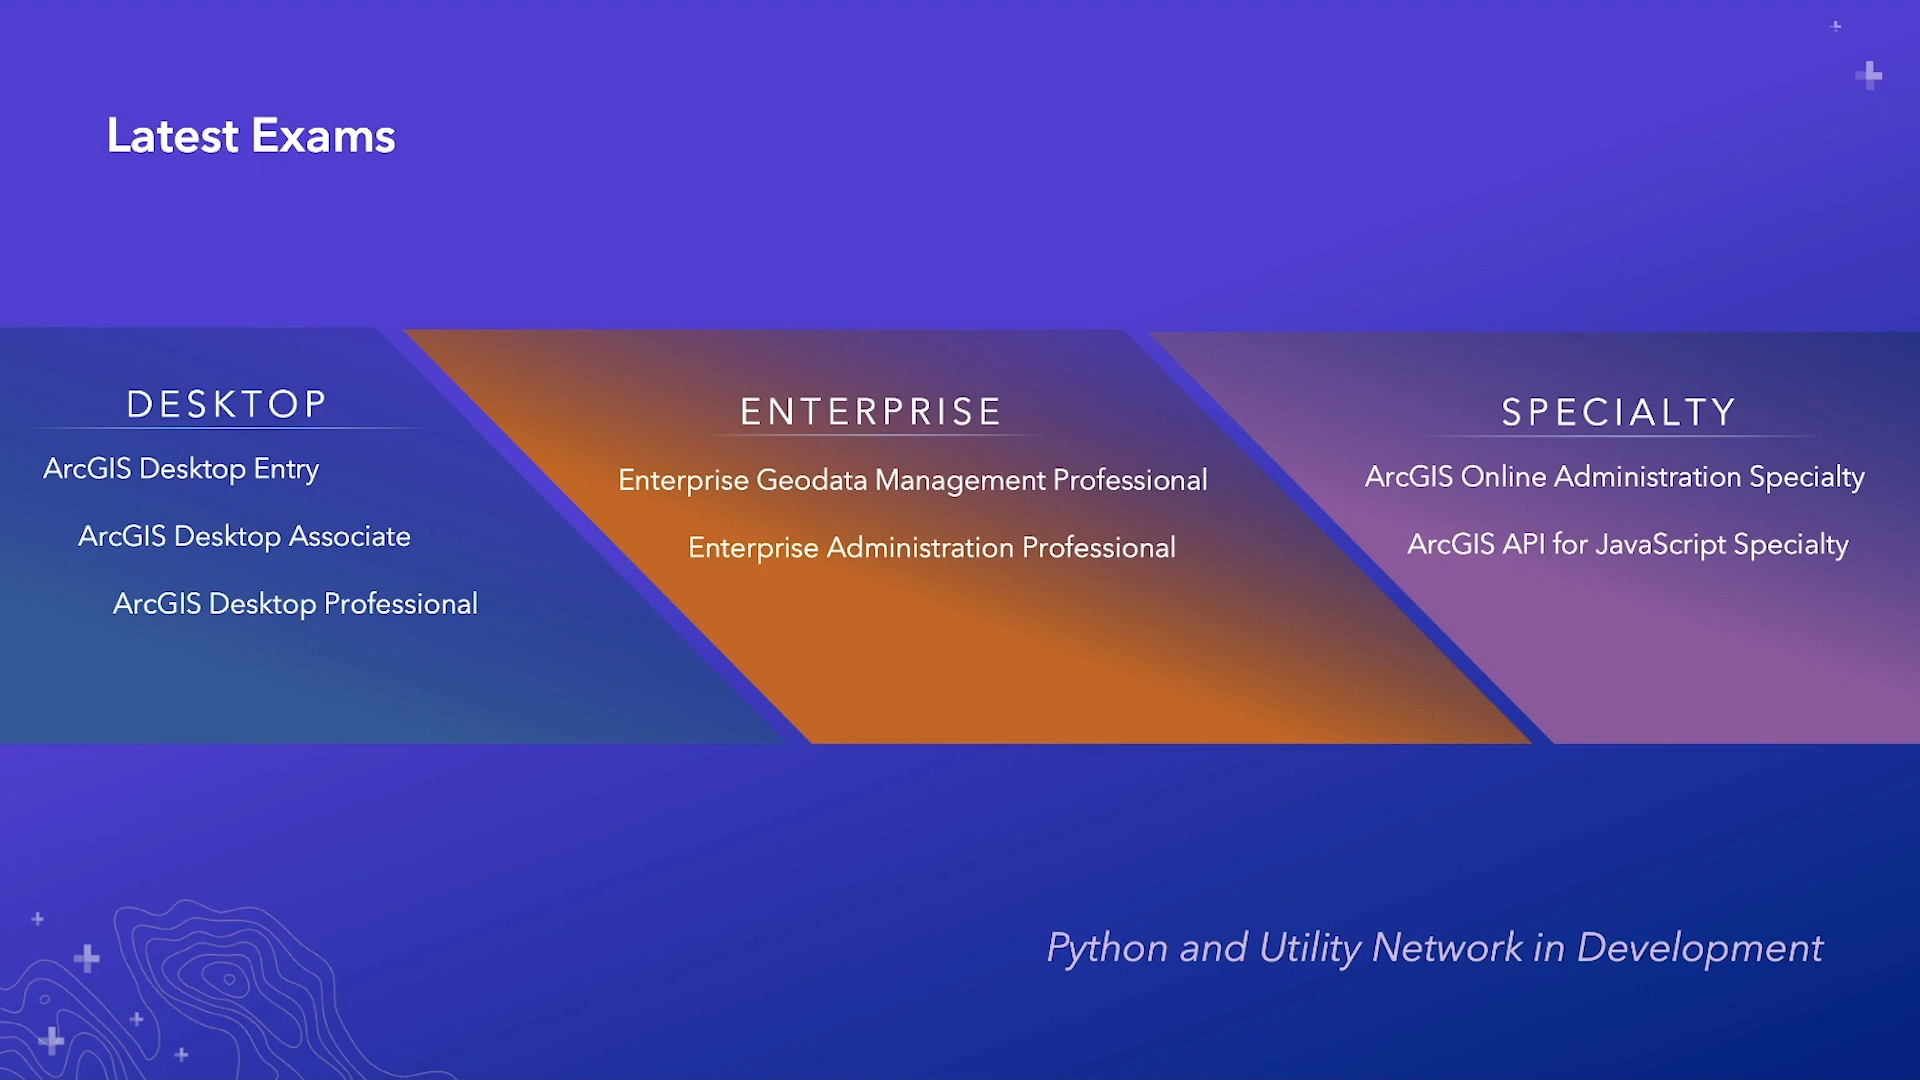 Latest Exams
DESKTOP
ArcGIS Desktop Entry
ArcGIS Desktop Associate
ArcGIS Desktop Professional
ENTERPRISE
Enterprise Geodata Management Professional
Enterprise Administration Professional
SPECIALTY
ArcGIS Online Administration Specialty
ArcGIS API for JavaScript Specialty
Python and Utility Network in Development